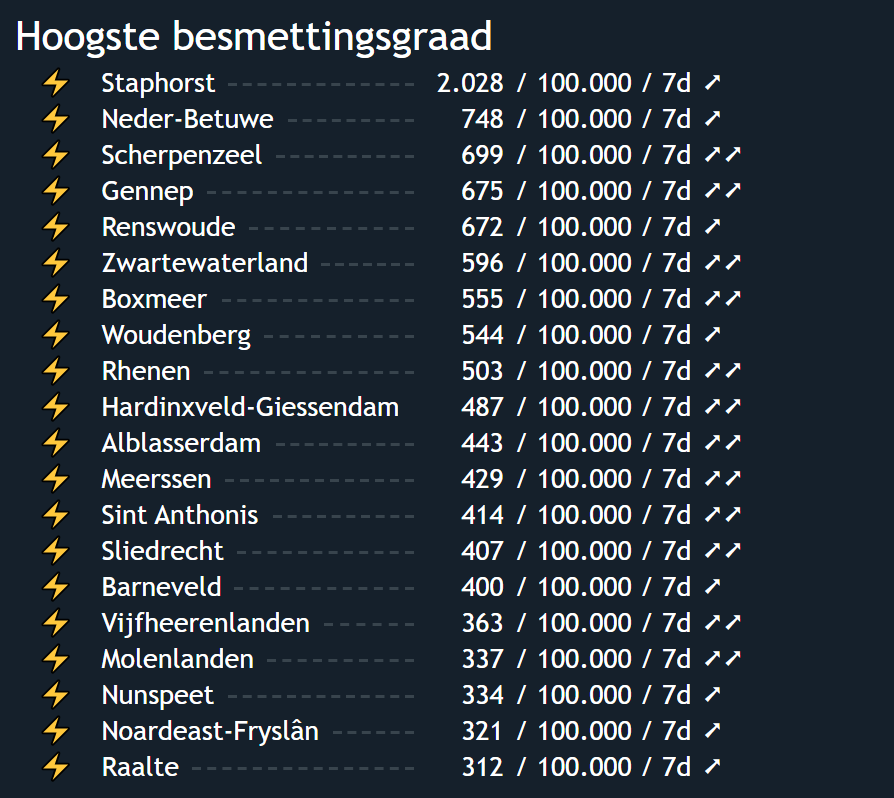 Hoogste besmettingsgraad
⚡ Staphorst 2.028 / 100.000 / 7d ➚
⚡ Neder-Betuwe 748 / 100.000 / 7d ➚
⚡ Scherpenzeel 699 / 100.000 / 7d ➚➚
⚡ Gennep 675 / 100.000 / 7d ➚➚
⚡ Renswoude 672 / 100.000 / 7d ➚
⚡ Zwartewaterland 596 / 100.000 / 7d ➚➚
⚡ Boxmeer 555 / 100.000 / 7d ➚➚
⚡ Woudenberg 544 / 100.000 / 7d ➚
⚡ Rhenen 503 / 100.000 / 7d ➚➚
⚡ Hardinxveld-Giessendam 487 / 100.000 / 7d ➚➚
⚡ Alblasserdam 443 / 100.000 / 7d ➚➚
⚡ Meerssen 429 / 100.000 / 7d ➚➚
⚡ Sint Anthonis 414 / 100.000 / 7d ➚➚
⚡ Sliedrecht 407 / 100.000 / 7d ➚➚
⚡ Barneveld 400 / 100.000 / 7d ➚
⚡ Vijfheerenlanden 363 / 100.000 / 7d ➚➚
⚡ Molenlanden 337 / 100.000 / 7d ➚➚
⚡ Nunspeet 334 / 100.000 / 7d ➚
⚡ Noardeast-Fryslân 321 / 100.000 / 7d ➚
⚡ Raalte 312 / 100.000 / 7d ➚